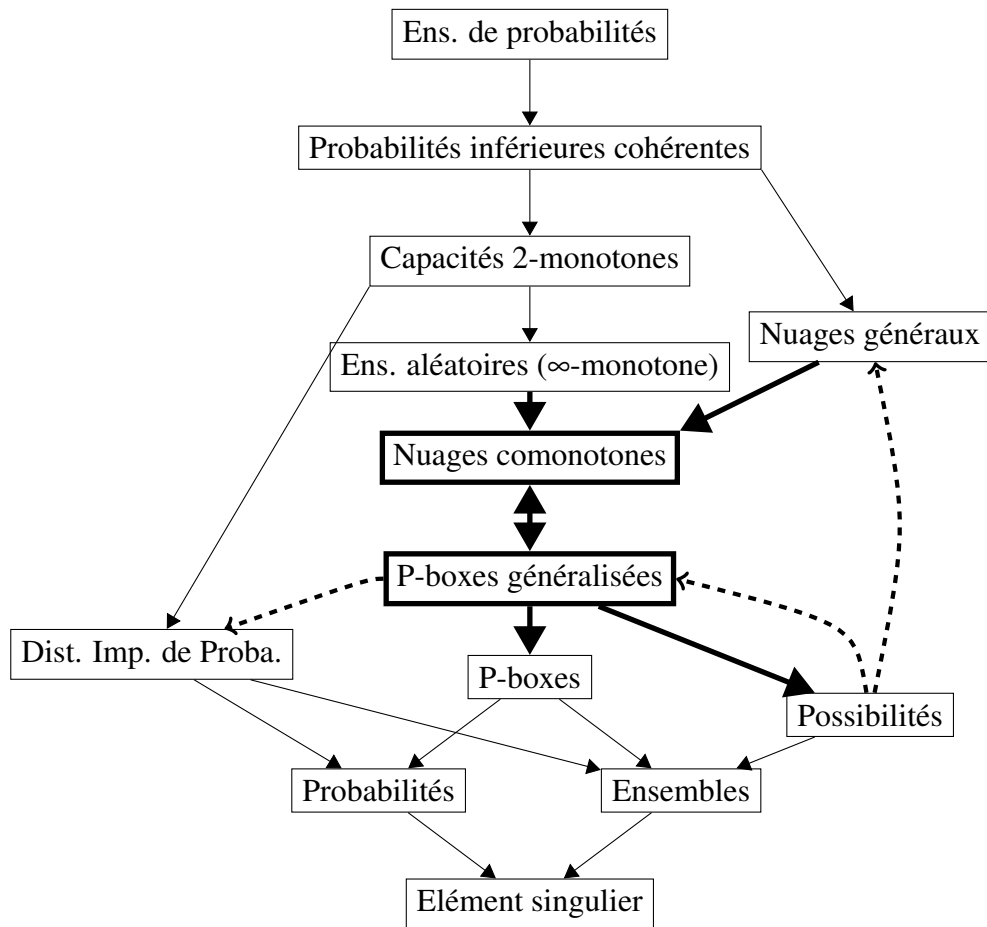 Ens. de probabilités
Probabilités inférieures cohérentes
Capacités 2-monotones
Nuages généraux
Ens. aléatoires (∞-monotone)
Nuages comonotones
P-boxes généralisées
Dist. Imp. de Proba.
P-boxes
Possibilités
Probabilités
Ensembles
Elément singulier